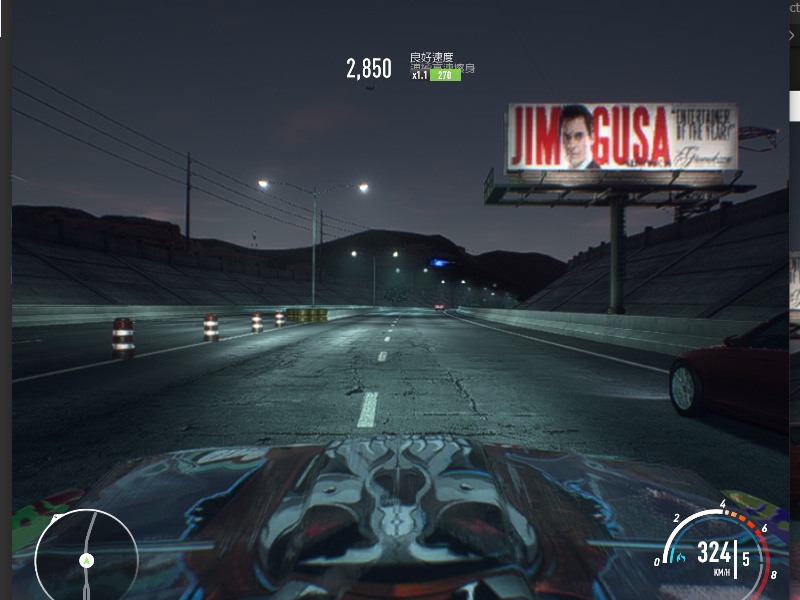 2,850
良好速度
x1.1 270
JIM GUSA
"ENTERTAINER
OF THE YEAR!"
0
2
4
6
8
324
KM/H
5
ct